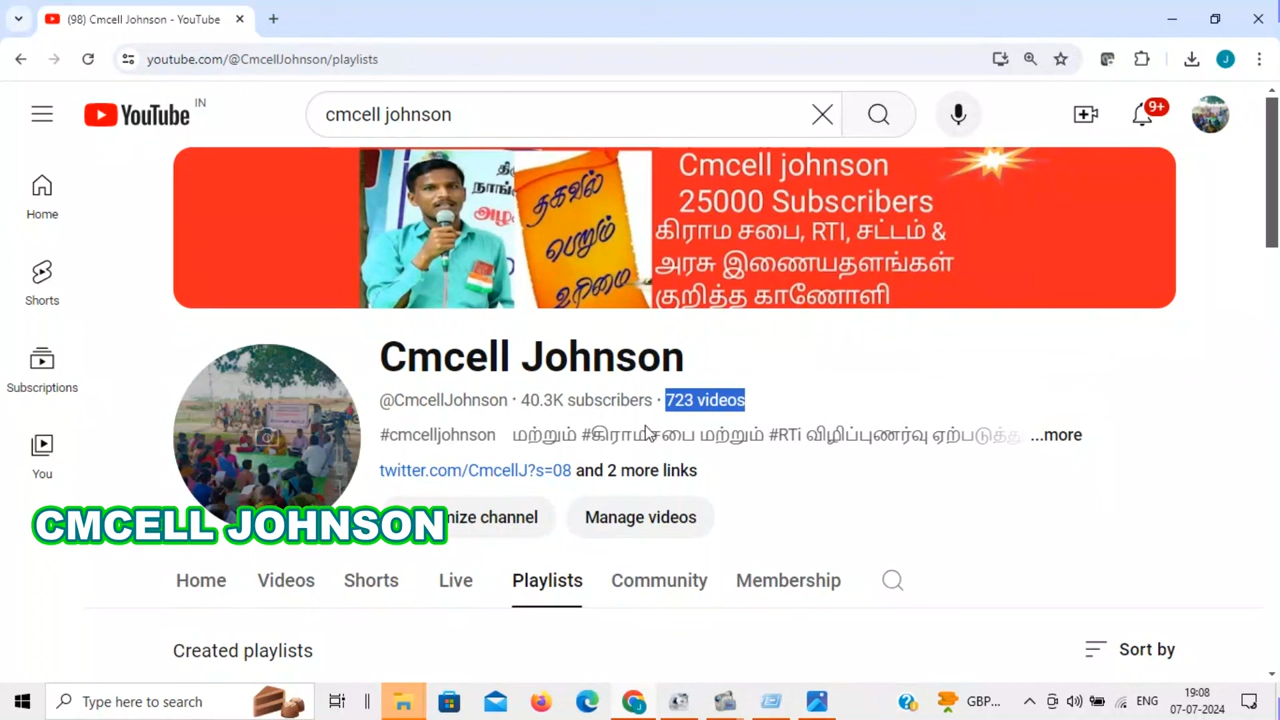 (98) Cmcell Johnson - YouTube
youtube.com/@CmcellJohnson/playlists
YouTube IN
cmcell johnson
9+
Home
Shorts
Subscriptions
You
Cmcell johnson
25000 Subscribers
கிராம சபை, RTI, சட்டம் &
அரசு இணையதளங்கள்
குறித்த காணோளி
தகவல்
பெறும்
உரிமை
Cmcell Johnson
@CmcellJohnson · 40.3K subscribers · 723 videos
#cmcelljohnson மற்றும் #கிராமசபை மற்றும் #RTi விழிப்புணர்வு ஏற்படுத்து ...more
twitter.com/CmcellJ?s=08 and 2 more links
channel Manage videos
CMCELL JOHNSON
Home Videos Shorts Live Playlists Community Membership
Created playlists Sort by
Type here to search
GBP...
ENG
19:08
07-07-2024